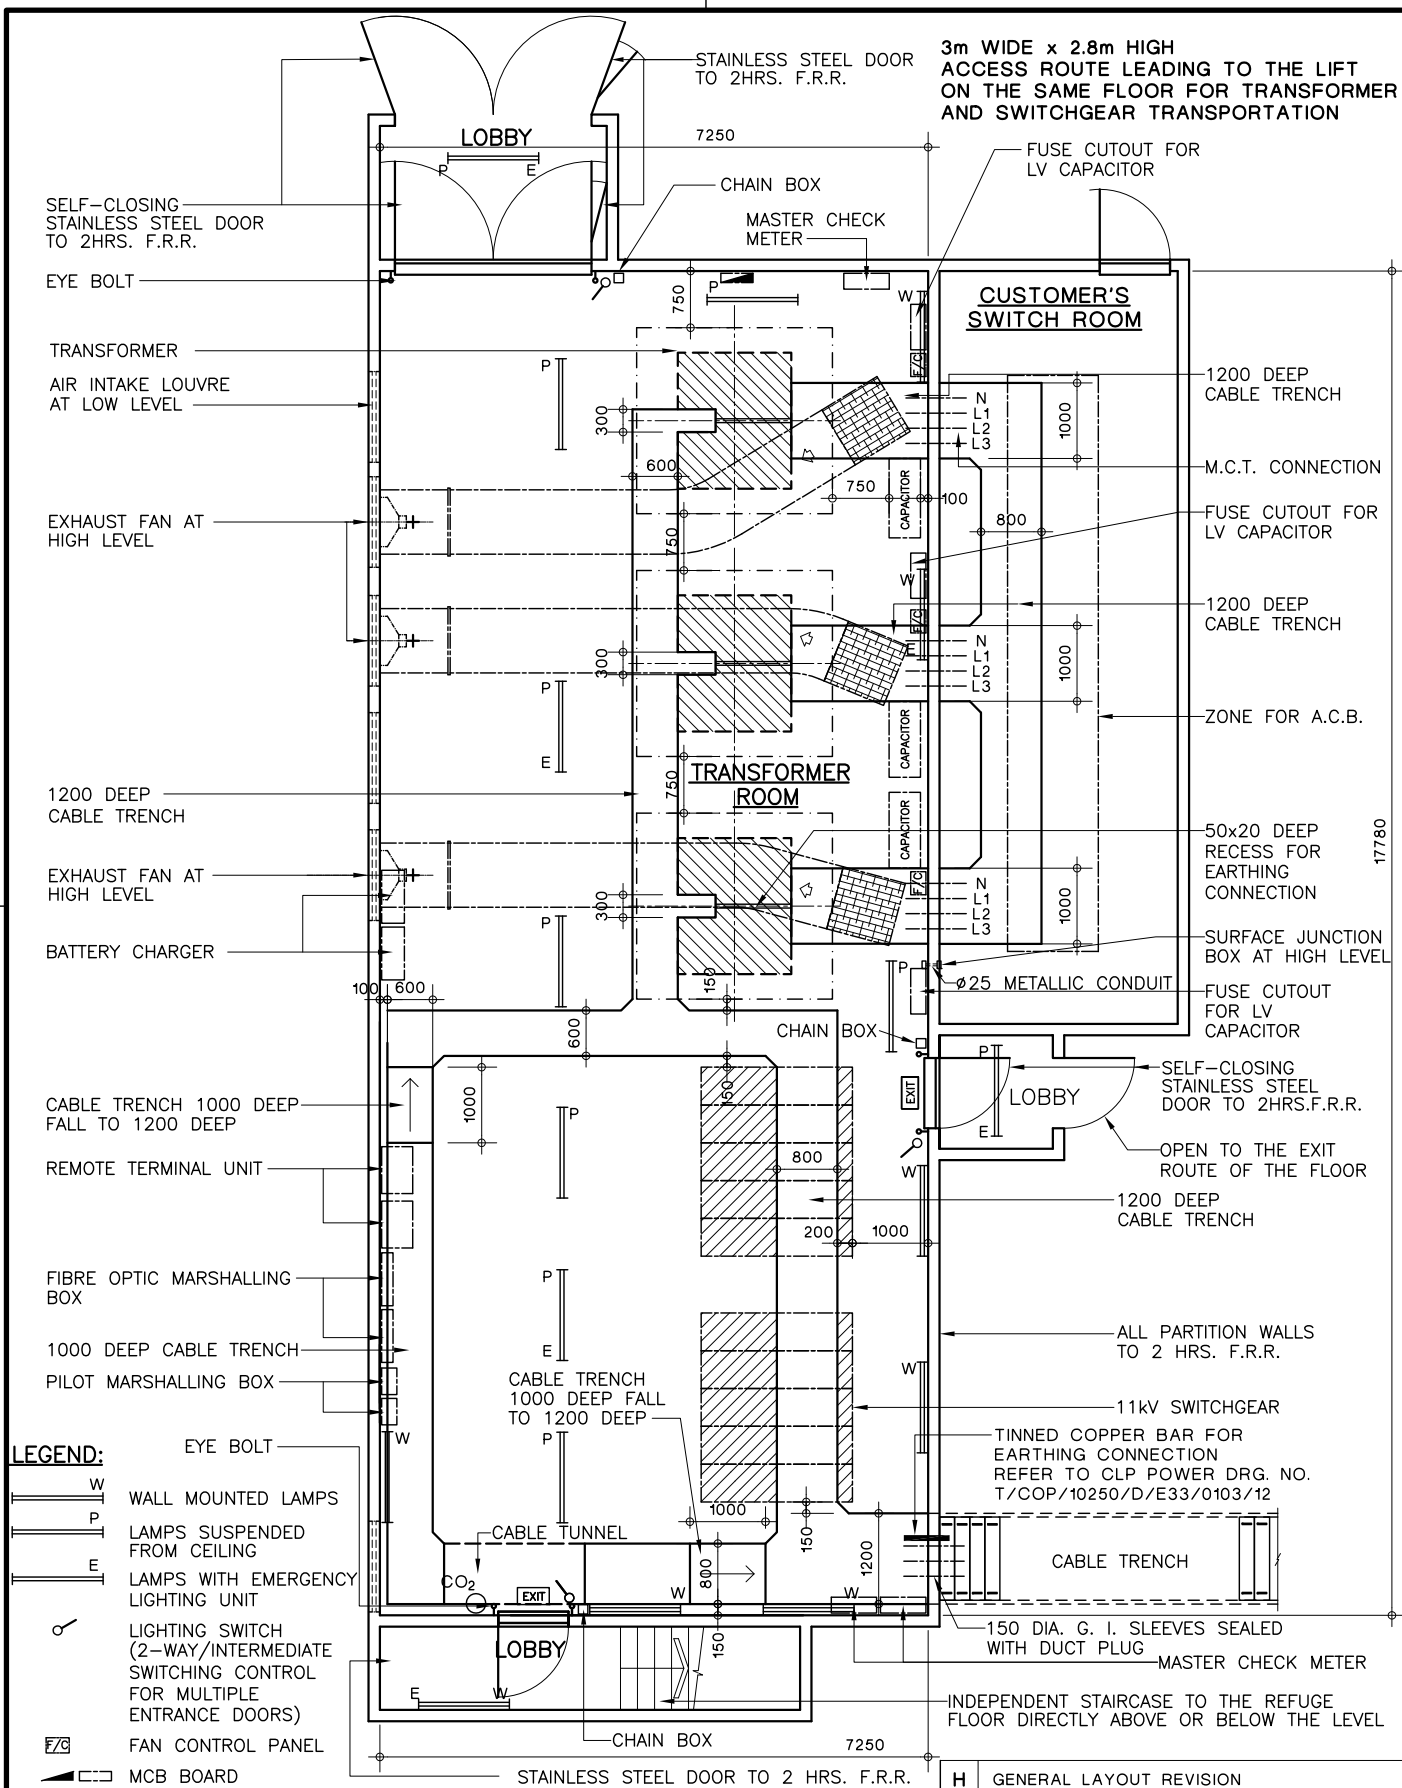 STAINLESS STEEL DOOR
TO 2HRS. F.R.R.
3m WIDE x 2.8m HIGH
ACCESS ROUTE LEADING TO THE LIFT
ON THE SAME FLOOR FOR TRANSFORMER
AND SWITCHGEAR TRANSPORTATION
LOBBY
P
E
7250
FUSE CUTOUT FOR
LV CAPACITOR
CHAIN BOX
SELF-CLOSING
STAINLESS STEEL DOOR
TO 2HRS. F.R.R.
MASTER CHECK
METER
EYE BOLT
P
W
750
CUSTOMER'S
SWITCH ROOM
TRANSFORMER
P
F/C
AIR INTAKE LOUVRE
AT LOW LEVEL
1200 DEEP
CABLE TRENCH
300
N
L1
L2
L3
1000
600
M.C.T. CONNECTION
750
CAPACITOR
100
EXHAUST FAN AT
HIGH LEVEL
750
800
FUSE CUTOUT FOR
LV CAPACITOR
W
F/C
E
1200 DEEP
CABLE TRENCH
300
N
L1
L2
L3
1000
P
E
CAPACITOR
ZONE FOR A.C.B.
TRANSFORMER
ROOM
750
1200 DEEP
CABLE TRENCH
CAPACITOR
50x20 DEEP
RECESS FOR
EARTHING
CONNECTION
17780
EXHAUST FAN AT
HIGH LEVEL
F/C
300
N
L1
L2
L3
1000
P
BATTERY CHARGER
SURFACE JUNCTION
BOX AT HIGH LEVEL
P
ø25 METALLIC CONDUIT
150
100
600
FUSE CUTOUT
FOR LV
CAPACITOR
600
CHAIN BOX
P
SELF-CLOSING
STAINLESS STEEL
DOOR TO 2HRS.F.R.R.
150
EXIT
LOBBY
CABLE TRENCH 1000 DEEP
FALL TO 1200 DEEP
1000
P
E
OPEN TO THE EXIT
ROUTE OF THE FLOOR
REMOTE TERMINAL UNIT
800
W
1200 DEEP
CABLE TRENCH
200
1000
FIBRE OPTIC MARSHALLING
BOX
P
E
1000 DEEP CABLE TRENCH
ALL PARTITION WALLS
TO 2 HRS. F.R.R.
PILOT MARSHALLING BOX
CABLE TRENCH
1000 DEEP FALL
TO 1200 DEEP
W
11kV SWITCHGEAR
W
P
EYE BOLT
TINNED COPPER BAR FOR
EARTHING CONNECTION
REFER TO CLP POWER DRG. NO.
T/COP/10250/D/E33/0103/12
LEGEND:
W
WALL MOUNTED LAMPS
P
LAMPS SUSPENDED
FROM CEILING
E
LAMPS WITH EMERGENCY
LIGHTING UNIT
1000
CABLE TUNNEL
150
1200
800
CABLE TRENCH
CO2
EXIT
W
W
LIGHTING SWITCH
(2-WAY/INTERMEDIATE
SWITCHING CONTROL
FOR MULTIPLE
ENTRANCE DOORS)
LOBBY
150
150 DIA. G. I. SLEEVES SEALED
WITH DUCT PLUG
MASTER CHECK METER
E
W
INDEPENDENT STAIRCASE TO THE REFUGE
FLOOR DIRECTLY ABOVE OR BELOW THE LEVEL
F/C
FAN CONTROL PANEL
CHAIN BOX
7250
MCB BOARD
STAINLESS STEEL DOOR TO 2 HRS. F.R.R.
H
GENERAL LAYOUT REVISION